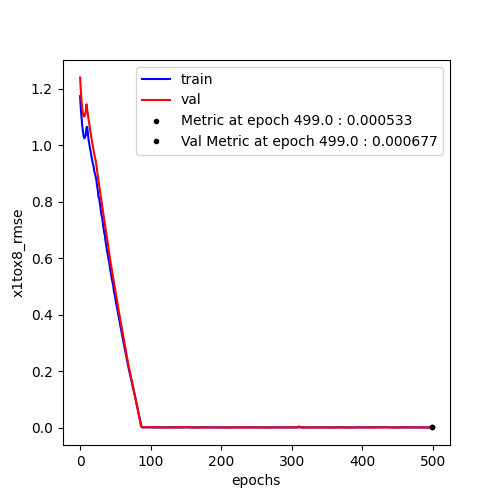 train
val
Metric at epoch 499.0 : 0.000533
Val Metric at epoch 499.0 : 0.000677
1.2
1.0
0.8
0.6
0.4
0.2
0.0
x1tox8_rmse
0 100 200 300 400 500
epochs